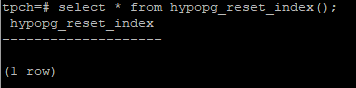 tpch=# select * from hypopg_reset_index();
 hypopg_reset_index
--------------------

(1 row)